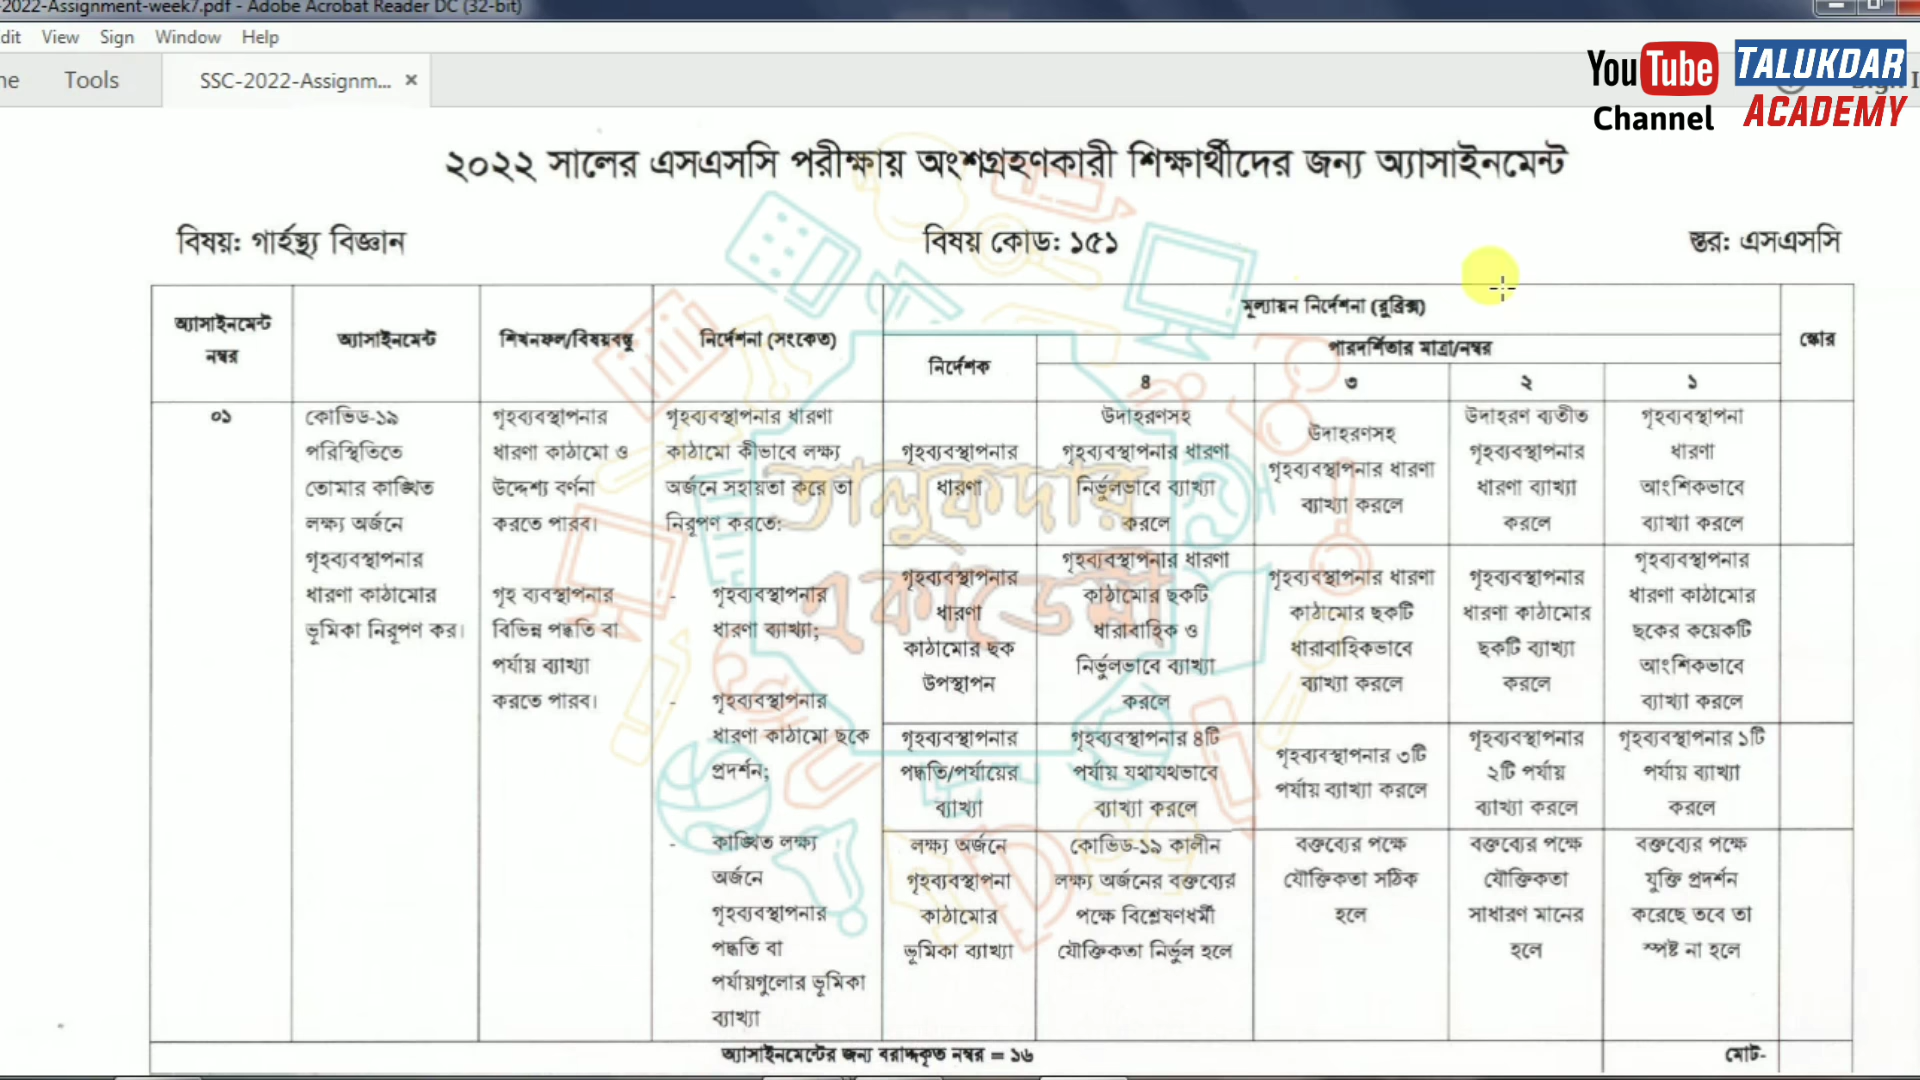 2022-Assignment-week7.pdf - Adobe Acrobat Reader DC (32-bit)
dit View Sign Window Help
ne Tools SSC-2022-Assignm... ×
YouTube Channel
TALUKDAR ACADEMY
২০২২ সালের এসএসসি পরীক্ষায় অংশগ্রহণকারী শিক্ষার্থীদের জন্য অ্যাসাইনমেন্ট
বিষয়: গার্হস্থ্য বিজ্ঞান বিষয় কোড: ১৫১ স্তর: এসএসসি
অ্যাসাইনমেন্ট
নম্বর
অ্যাসাইনমেন্ট
শিখনফল/বিষয়বস্তু
নির্দেশনা (সংকেত)
মূল্যায়ন নির্দেশনা (রুব্রিক্স)
নির্দেশক
পারদর্শিতার মাত্রা/নম্বর
৪ ৩ ২ ১
স্কোর
০১
কোভিড-১৯
পরিস্থিতিতে
তোমার কাঙ্খিত
লক্ষ্য অর্জনে
গৃহব্যবস্থাপনার
ধারণা কাঠামোর
ভূমিকা নিরূপণ কর।
গৃহব্যবস্থাপনার
ধারণা কাঠামো ও
উদ্দেশ্য বর্ণনা
করতে পারব।
গৃহ ব্যবস্থাপনার
বিভিন্ন পদ্ধতি বা
পর্যায় ব্যাখ্যা
করতে পারব।
গৃহব্যবস্থাপনার ধারণা
কাঠামো কীভাবে লক্ষ্য
অর্জনে সহায়তা করে তা
নিরূপণ করতে:
- গৃহব্যবস্থাপনার
ধারণা ব্যাখ্যা;
- গৃহব্যবস্থাপনার
ধারণা কাঠামো ছকে
প্রদর্শন;
- কাঙ্খিত লক্ষ্য
অর্জনে
গৃহব্যবস্থাপনার
পদ্ধতি বা
পর্যায়গুলোর ভূমিকা
ব্যাখ্যা
গৃহব্যবস্থাপনার
ধারণা
উদাহরণসহ
গৃহব্যবস্থাপনার ধারণা
নির্ভুলভাবে ব্যাখ্যা
করলে
উদাহরণসহ
গৃহব্যবস্থাপনার ধারণা
ব্যাখ্যা করলে
উদাহরণ ব্যতীত
গৃহব্যবস্থাপনার
ধারণা ব্যাখ্যা
করলে
গৃহব্যবস্থাপনা
ধারণা
আংশিকভাবে
ব্যাখ্যা করলে
গৃহব্যবস্থাপনার
ধারণা
কাঠামোর ছক
উপস্থাপন
গৃহব্যবস্থাপনার ধারণা
কাঠামোর ছকটি
ধারাবাহিক ও
নির্ভুলভাবে ব্যাখ্যা
করলে
গৃহব্যবস্থাপনার ধারণা
কাঠামোর ছকটি
ধারাবাহিকভাবে
ব্যাখ্যা করলে
গৃহব্যবস্থাপনার
ধারণা কাঠামোর
ছকটি ব্যাখ্যা
করলে
গৃহব্যবস্থাপনার
ধারণা কাঠামোর
ছকের কয়েকটি
আংশিকভাবে
ব্যাখ্যা করলে
গৃহব্যবস্থাপনার
পদ্ধতি/পর্যায়ের
ব্যাখ্যা
গৃহব্যবস্থাপনার ৪টি
পর্যায় যথাযথভাবে
ব্যাখ্যা করলে
গৃহব্যবস্থাপনার ৩টি
পর্যায় ব্যাখ্যা করলে
গৃহব্যবস্থাপনার
২টি পর্যায়
ব্যাখ্যা করলে
গৃহব্যবস্থাপনার ১টি
পর্যায় ব্যাখ্যা
করলে
লক্ষ্য অর্জনে
গৃহব্যবস্থাপনা
কাঠামোর
ভূমিকা ব্যাখ্যা
কোভিড-১৯ কালীন
লক্ষ্য অর্জনের বক্তব্যের
পক্ষে বিশ্লেষণধর্মী
যৌক্তিকতা নির্ভুল হলে
বক্তব্যের পক্ষে
যৌক্তিকতা সঠিক
হলে
বক্তব্যের পক্ষে
যৌক্তিকতা
সাধারণ মানের
হলে
বক্তব্যের পক্ষে
যুক্তি প্রদর্শন
করেছে তবে তা
স্পষ্ট না হলে
অ্যাসাইনমেন্টের জন্য বরাদ্দকৃত নম্বর = ১৬ মোট-
তালুকদার
একাডেমী